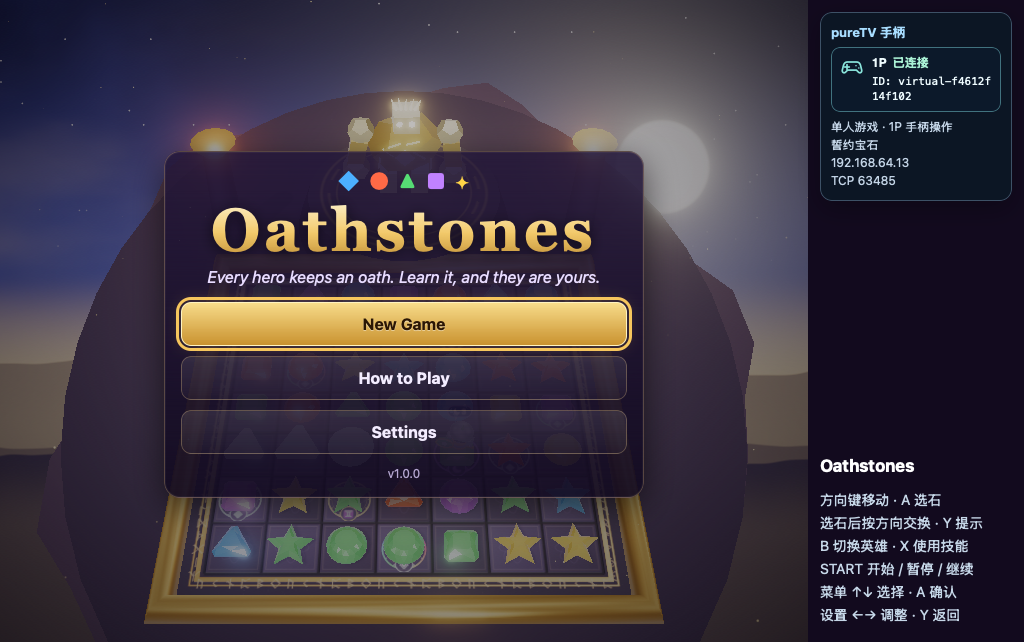 Oathstones
Every hero keeps an oath. Learn it, and they are yours.
New Game
How to Play
Settings
v1.0.0
pureTV 手柄
1P 已连接
ID: virtual-f4612f
14f102
单人游戏 · 1P 手柄操作
誓约宝石
192.168.64.13
TCP 63485
Oathstones
方向键移动 · A 选石
选石后按方向交换 · Y 提示
B 切换英雄 · X 使用技能
START 开始 / 暂停 / 继续
菜单 ↑↓ 选择 · A 确认
设置 ←→ 调整 · Y 返回